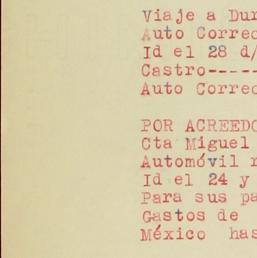 Viaje a Dur
Auto Correc
Id el 28 d/
Castro-----
Auto Correc
POR ACREEDO
Cta Miguel
Automóvil r
Id el 24 y
Para sus pa
Gastos de
México has